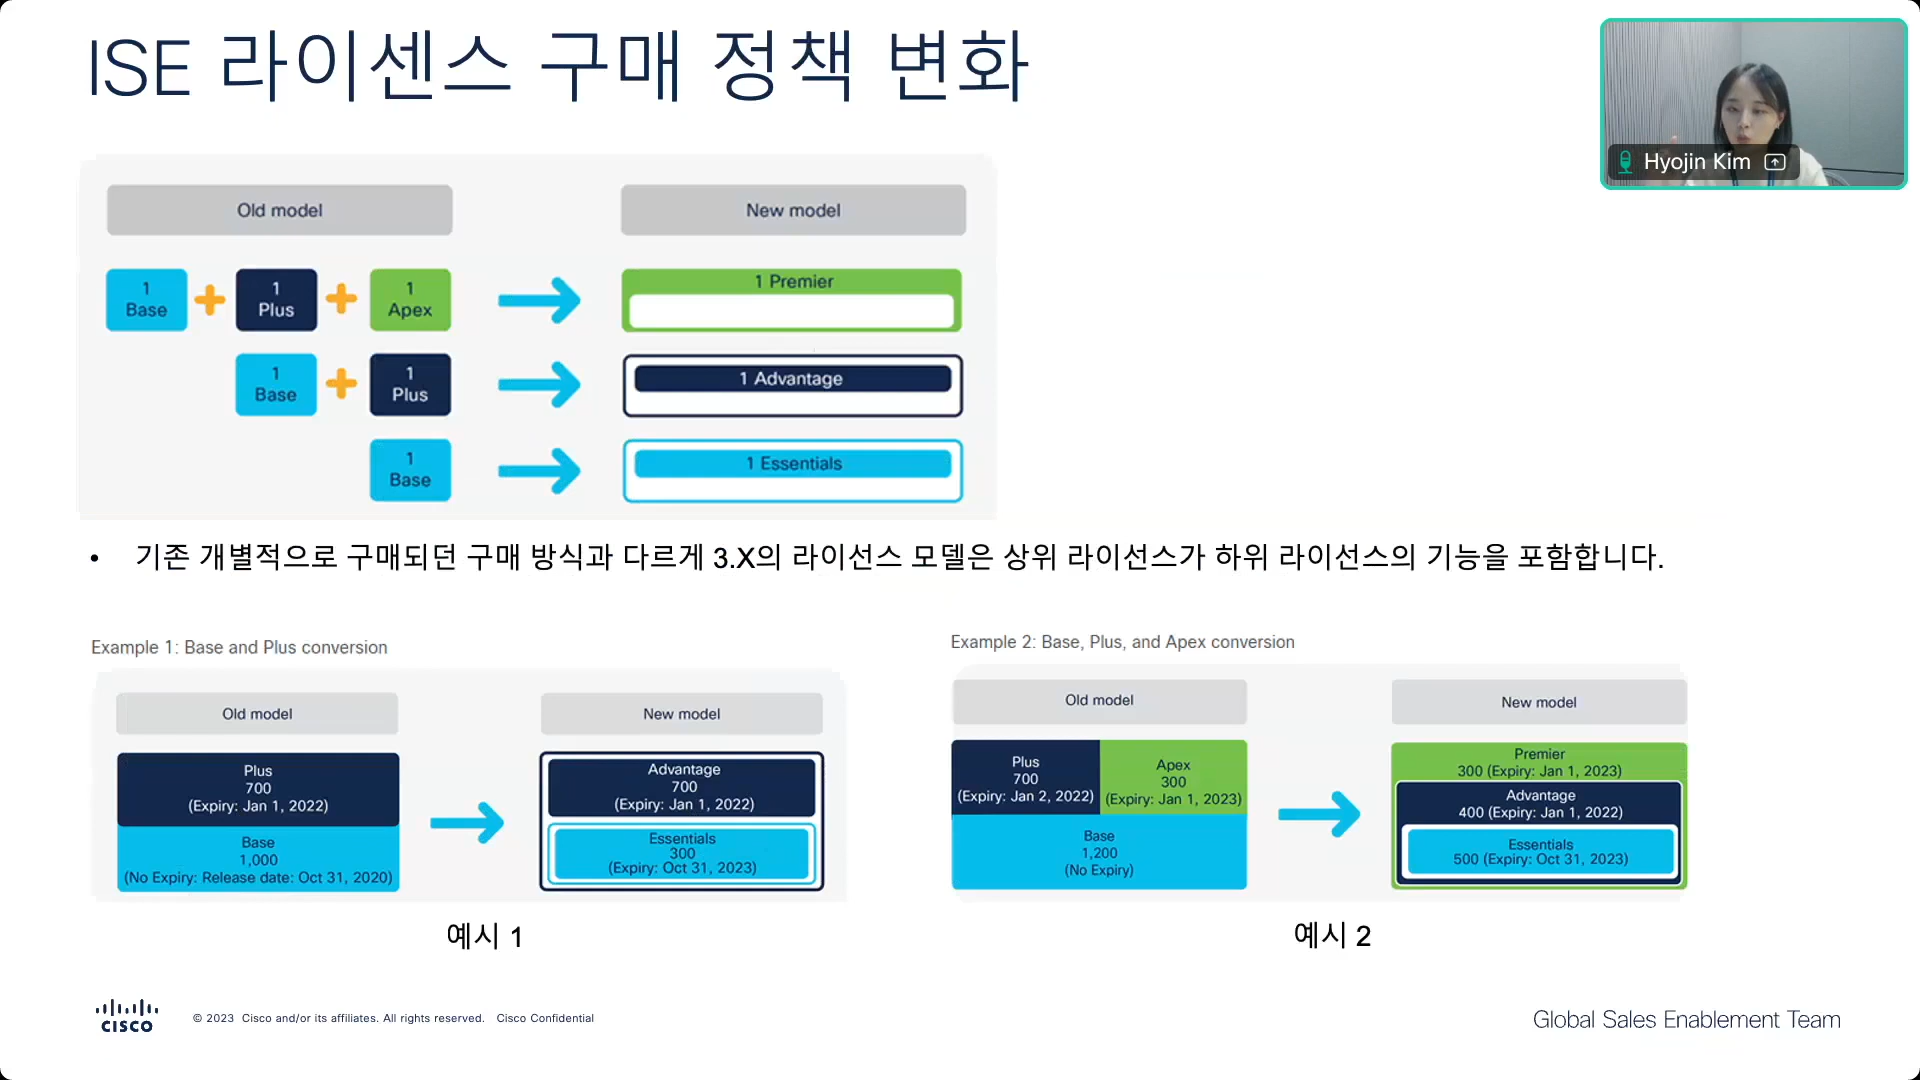 ISE 라이센스 구매 정책 변화
Hyojin Kim
Old model
New model
1
Base
1
Plus
1
Apex
1 Premier
1
Base
1
Plus
1 Advantage
1
Base
1 Essentials
• 기존 개별적으로 구매되던 구매 방식과 다르게 3.X의 라이선스 모델은 상위 라이선스가 하위 라이선스의 기능을 포함합니다.
Example 1: Base and Plus conversion
Old model
New model
Plus
700
(Expiry: Jan 1, 2022)
Base
1,000
(No Expiry: Release date: Oct 31, 2020)
Advantage
700
(Expiry: Jan 1, 2022)
Essentials
300
(Expiry: Oct 31, 2023)
예시 1
Example 2: Base, Plus, and Apex conversion
Old model
New model
Plus
700
(Expiry: Jan 2, 2022)
Apex
300
(Expiry: Jan 1, 2023)
Base
1,200
(No Expiry)
Premier
300 (Expiry: Jan 1, 2023)
Advantage
400 (Expiry: Jan 1, 2022)
Essentials
500 (Expiry: Oct 31, 2023)
예시 2
CISCO
© 2023 Cisco and/or its affiliates. All rights reserved. Cisco Confidential
Global Sales Enablement Team